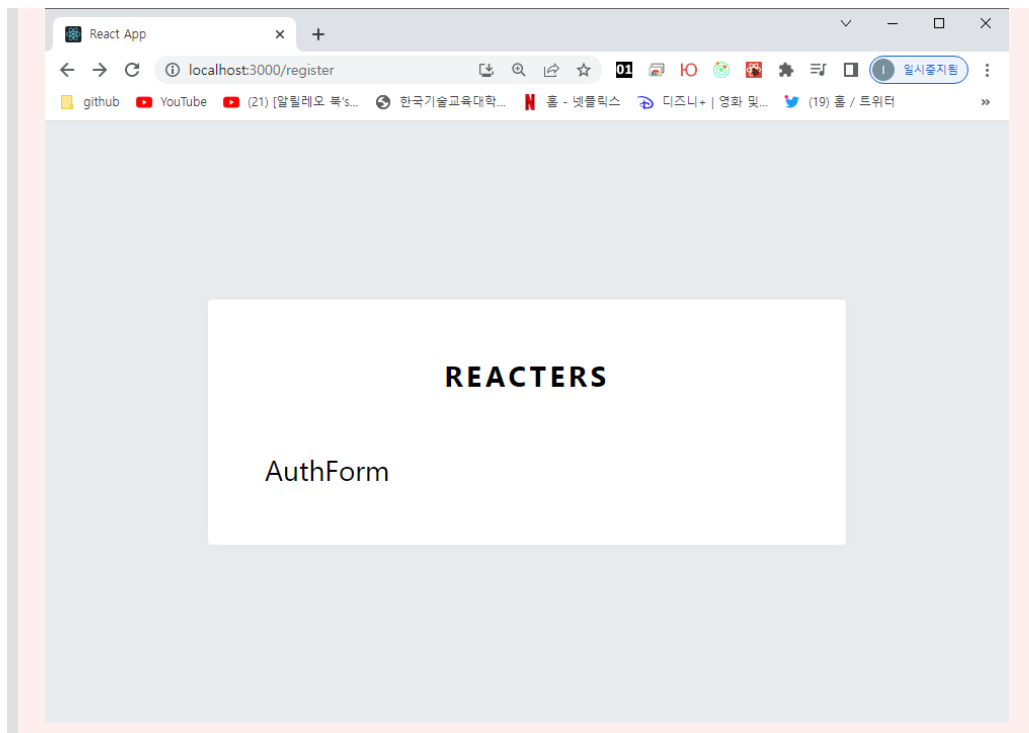 React App
localhost:3000/register
01
일시중지됨
github YouTube (21) [알릴레오 북's... 한국기술교육대학... 홈 - 넷플릭스 디즈니+ | 영화 및... (19) 홈 / 트위터 »
REACTERS
AuthForm